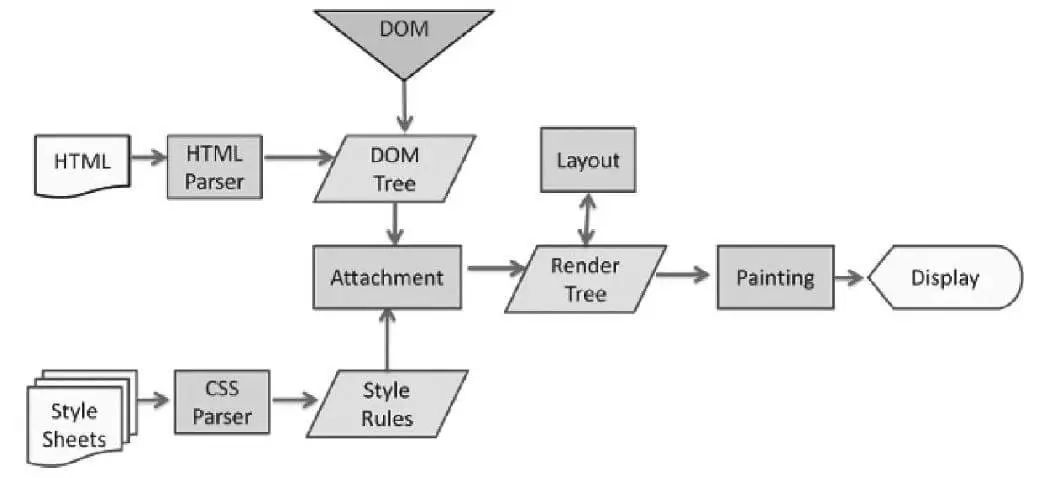 DOM
HTML
HTML
Parser
DOM
Tree
Layout
Attachment
Render
Tree
Painting
Display
Style
Sheets
CSS
Parser
Style
Rules